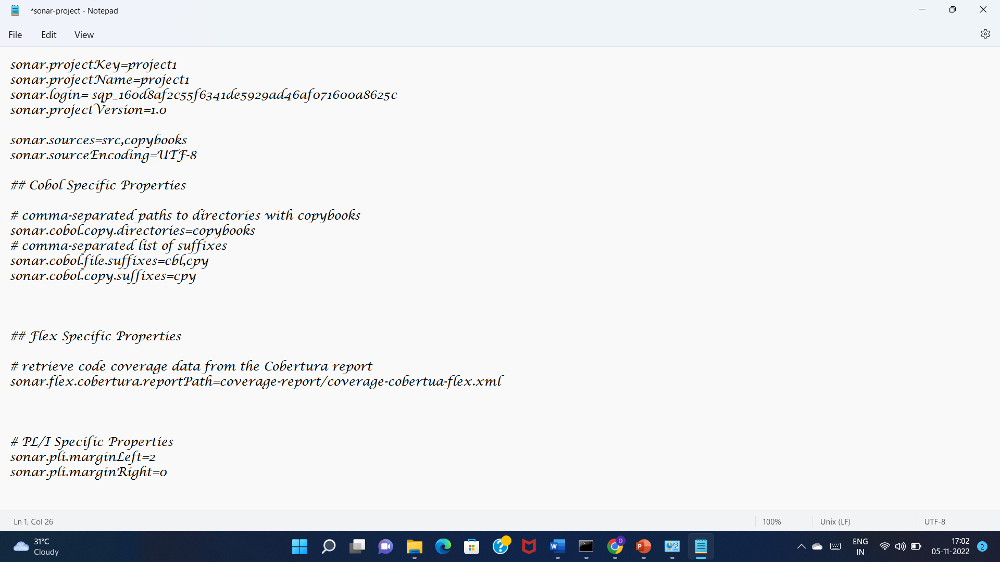 *sonar-project - Notepad
File Edit View
sonar.projectKey=project1
sonar.projectName=project1
sonar.login= sqp_160d8af2c55f6341de5929ad46af071600a8625c
sonar.projectVersion=1.0
sonar.sources=src,copybooks
sonar.sourceEncoding=UTF-8
## Cobol Specific Properties
# comma-separated paths to directories with copybooks
sonar.cobol.copy.directories=copybooks
# comma-separated list of suffixes
sonar.cobol.file.suffixes=cbl,cpy
sonar.cobol.copy.suffixes=cpy
## Flex Specific Properties
# retrieve code coverage data from the Cobertura report
sonar.flex.cobertura.reportPath=coverage-report/coverage-cobertua-flex.xml
# PL/I Specific Properties
sonar.pli.marginLeft=2
sonar.pli.marginRight=0
Ln 1, Col 26 100% Unix (LF) UTF-8
31°C
Cloudy
ENG
IN
17:02
05-11-2022
2